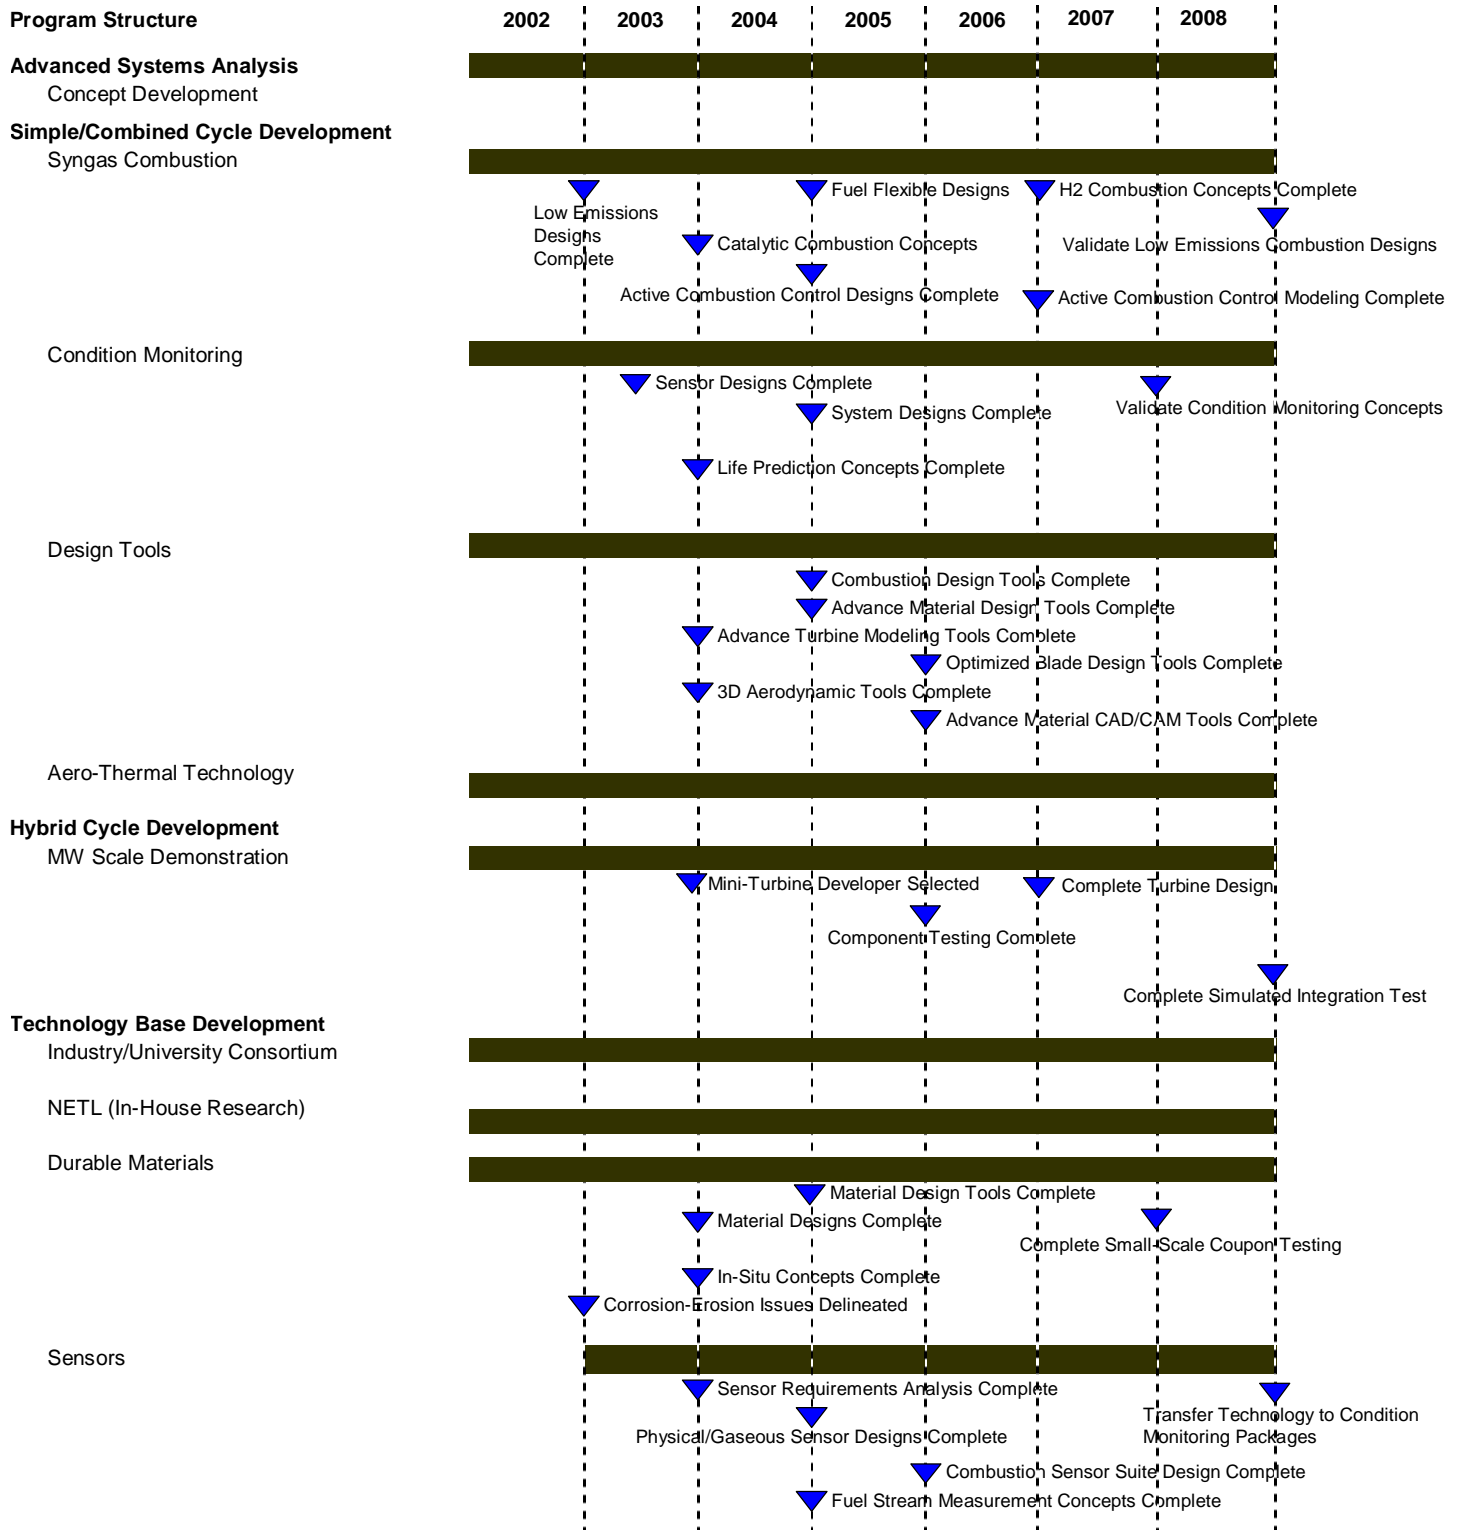 Program Structure 2002 2003 2004 2005 2006 2007 2008
Advanced Systems Analysis
Concept Development
Simple/Combined Cycle Development
Syngas Combustion
Fuel Flexible Designs
H2 Combustion Concepts Complete
Low Emissions
Designs
Complete
Catalytic Combustion Concepts
Validate Low Emissions Combustion Designs
Active Combustion Control Designs Complete
Active Combustion Control Modeling Complete
Condition Monitoring
Sensor Designs Complete
System Designs Complete
Validate Condition Monitoring Concepts
Life Prediction Concepts Complete
Design Tools
Combustion Design Tools Complete
Advance Material Design Tools Complete
Advance Turbine Modeling Tools Complete
Optimized Blade Design Tools Complete
3D Aerodynamic Tools Complete
Advance Material CAD/CAM Tools Complete
Aero-Thermal Technology
Hybrid Cycle Development
MW Scale Demonstration
Mini-Turbine Developer Selected
Complete Turbine Design
Component Testing Complete
Complete Simulated Integration Test
Technology Base Development
Industry/University Consortium
NETL (In-House Research)
Durable Materials
Material Design Tools Complete
Material Designs Complete
Complete Small-Scale Coupon Testing
In-Situ Concepts Complete
Corrosion-Erosion Issues Delineated
Sensors
Sensor Requirements Analysis Complete
Transfer Technology to Condition
Monitoring Packages
Physical/Gaseous Sensor Designs Complete
Combustion Sensor Suite Design Complete
Fuel Stream Measurement Concepts Complete